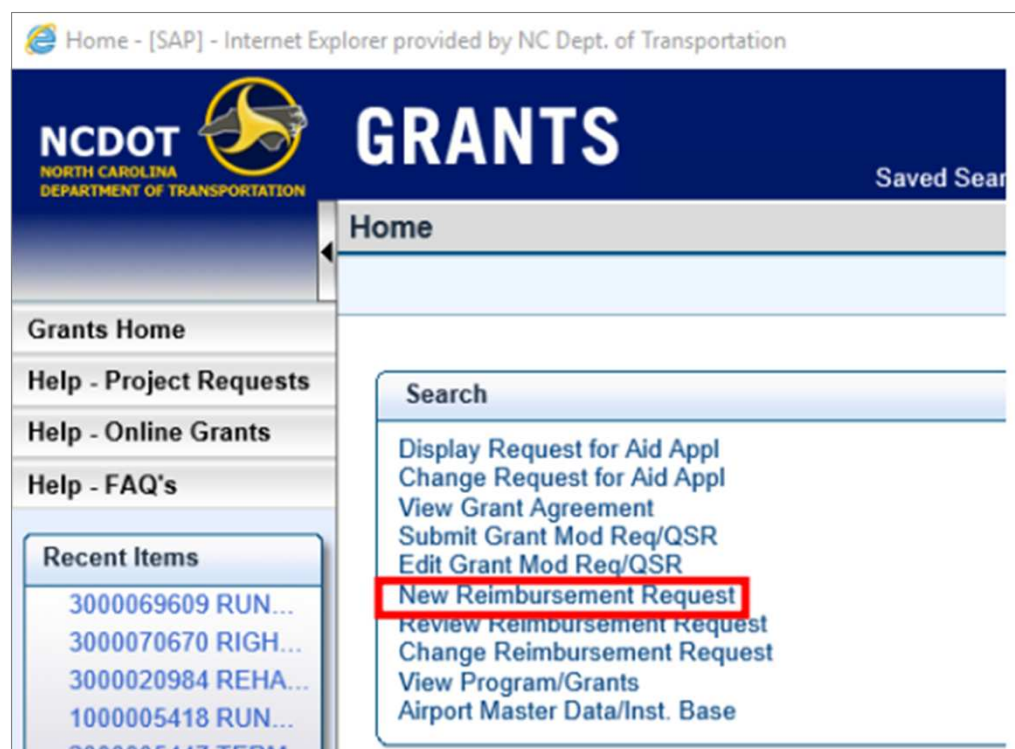 Home - [SAP] - Internet Explorer provided by NC Dept. of Transportation
NCDOT
NORTH CAROLINA
DEPARTMENT OF TRANSPORTATION
GRANTS
Saved Sear
Home
Grants Home
Help - Project Requests
Help - Online Grants
Help - FAQ's
Recent Items
3000069609 RUN...
3000070670 RIGH...
3000020984 REHA...
1000005418 RUN...
Search
Display Request for Aid Appl
Change Request for Aid Appl
View Grant Agreement
Submit Grant Mod Req/QSR
Edit Grant Mod Req/QSR
New Reimbursement Request
Review Reimbursement Request
Change Reimbursement Request
View Program/Grants
Airport Master Data/Inst. Base